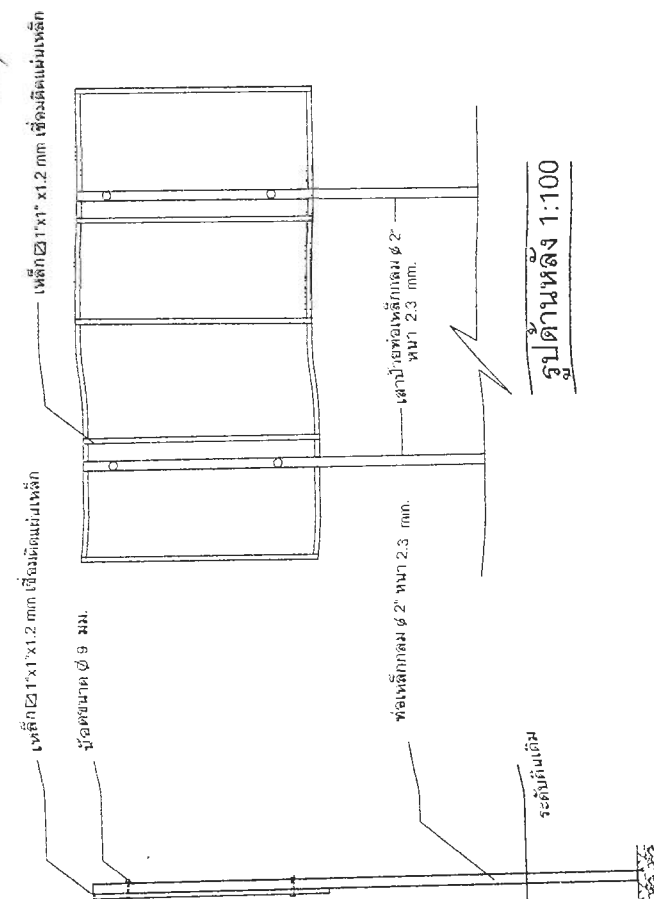 เหล็ก 1"x1"x1.2 mm เชื่อมติดแผ่นเหล็ก
น๊อตขนาด ∅ 9 มม.
ท่อเหล็กกลม ∅ 2" หนา 2.3 mm.
ระดับดินเดิม
เหล็ก 1"x1" x1.2 mm เชื่อมติดแผ่นเหล็ก
เสาป้ายท่อเหล็กกลม ∅ 2"
หนา 2.3 mm.
รูปด้านหลัง 1:100